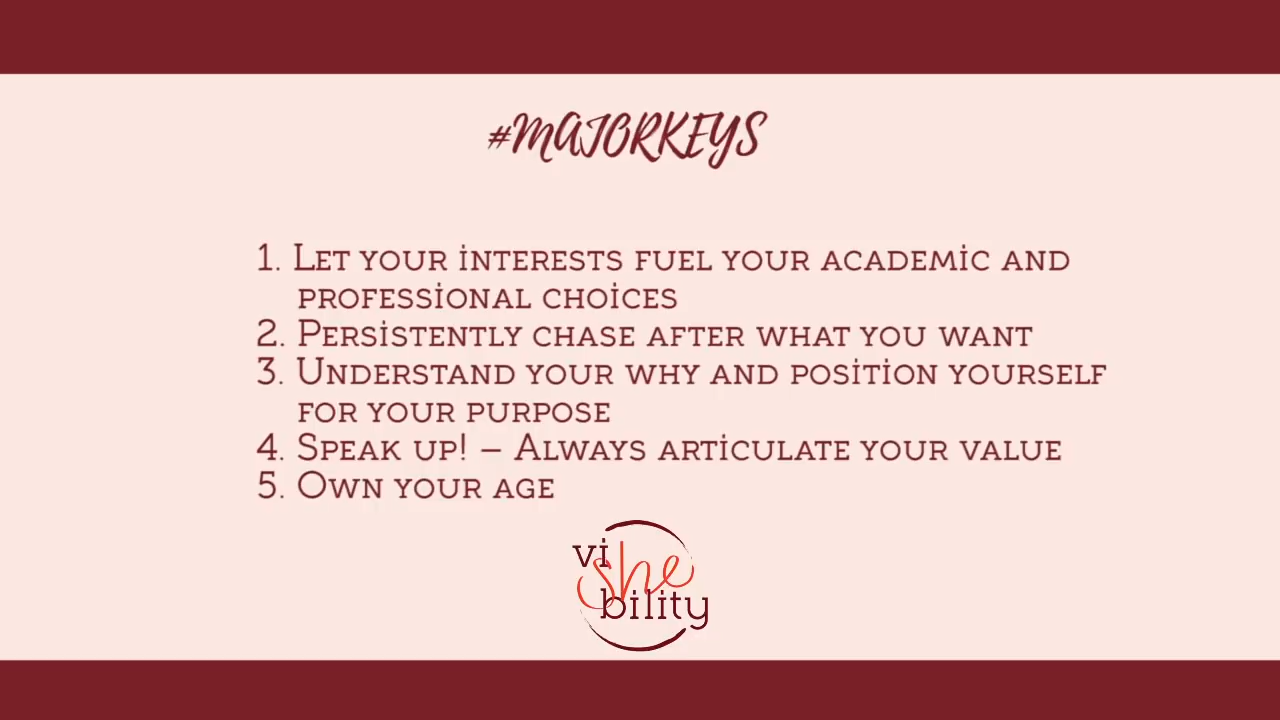 #MAJORKEYS
1. Let your interests fuel your academic and
professional choices
2. Persistently chase after what you want
3. Understand your why and position yourself
for your purpose
4. Speak up! – Always articulate your value
5. Own your age
vi
she
bility